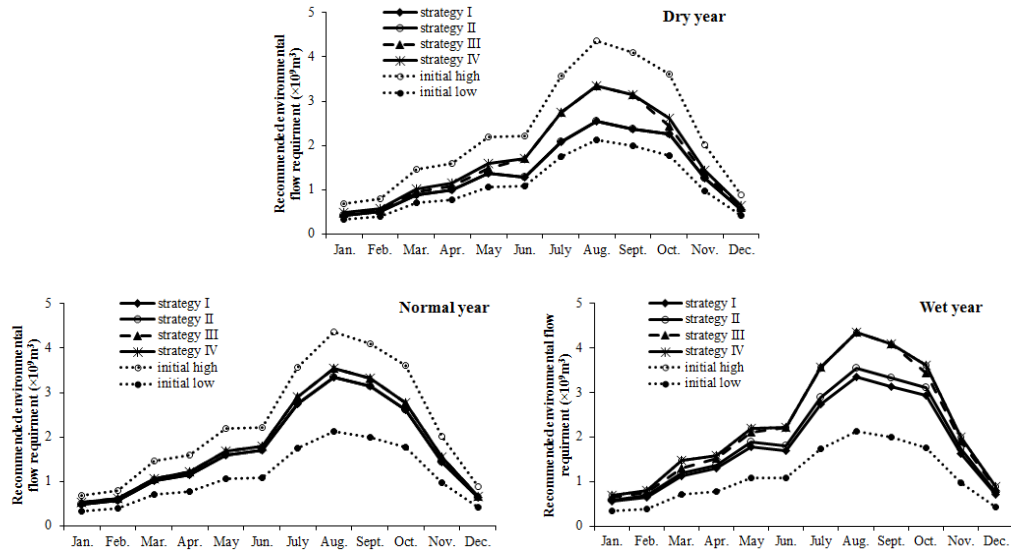 Dry year
Recommended environmental
flow requirment (×10⁹m³)
5
4
3
2
1
0
strategy I
strategy II
strategy III
strategy IV
initial high
initial low
Jan. Feb. Mar. Apr. May Jun. July Aug. Sept. Oct. Nov. Dec.
Normal year
Recommended environmental
flow requirment (×10⁹m³)
5
4
3
2
1
0
strategy I
strategy II
strategy III
strategy IV
initial high
initial low
Jan. Feb. Mar. Apr. May Jun. July Aug. Sept. Oct. Nov. Dec.
Wet year
Recommended environmental flow
requirment (×10⁹m³)
5
4
3
2
1
0
strategy I
strategy II
strategy III
strategy IV
initial high
initial low
Jan. Feb. Mar. Apr. May Jun. July Aug. Sept. Oct. Nov. Dec.